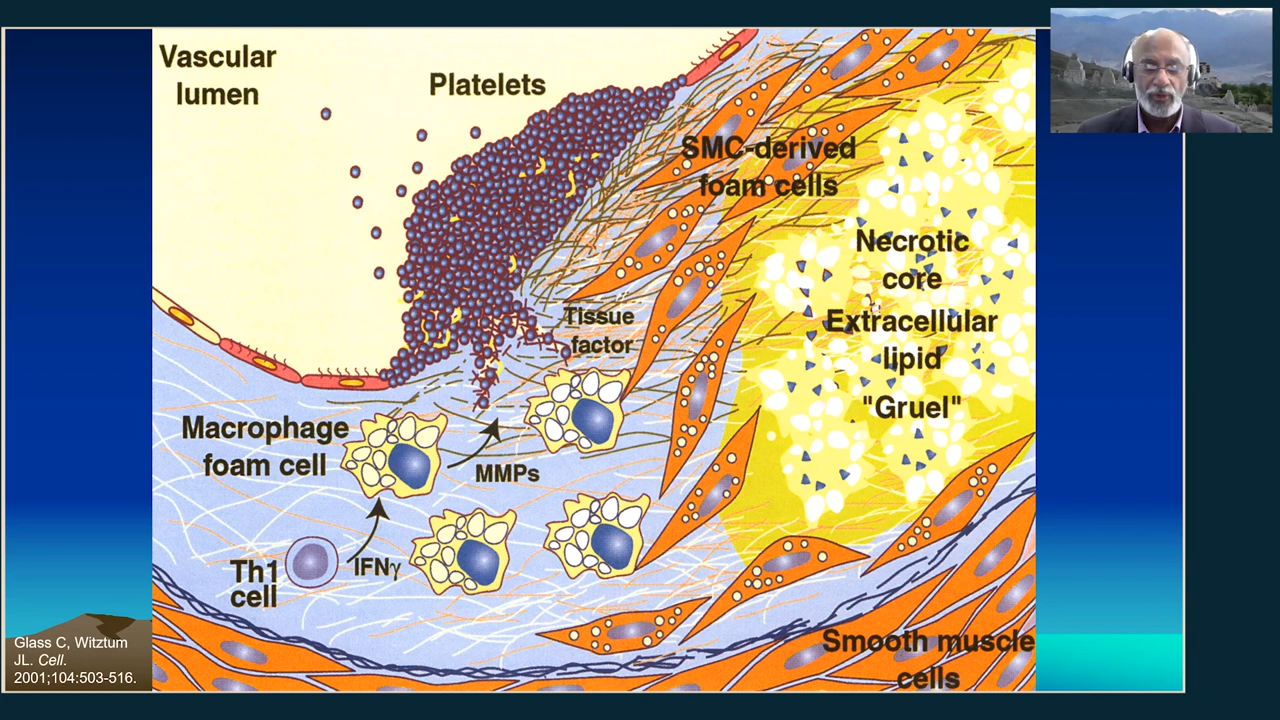 Vascular
lumen
Platelets
SMC-derived
foam cells
Necrotic
core
Extracellular
lipid
"Gruel"
Tissue
factor
Macrophage
foam cell
MMPs
Th1
cell
IFNγ
Smooth muscle
cells
Glass C, Witztum
JL. Cell.
2001;104:503-516.